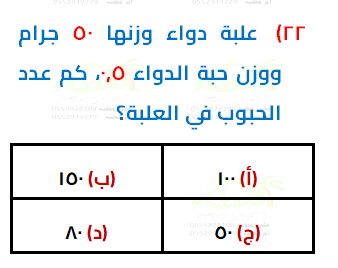 ٢٢) علبة دواء وزنها ٥٠ جرام
ووزن حبة الدواء ٠,٥، كم عدد
الحبوب في العلبة؟
(أ) ١٠٠
(ب) ١٥٠
(ج) ٥٠
(د) ٨٠